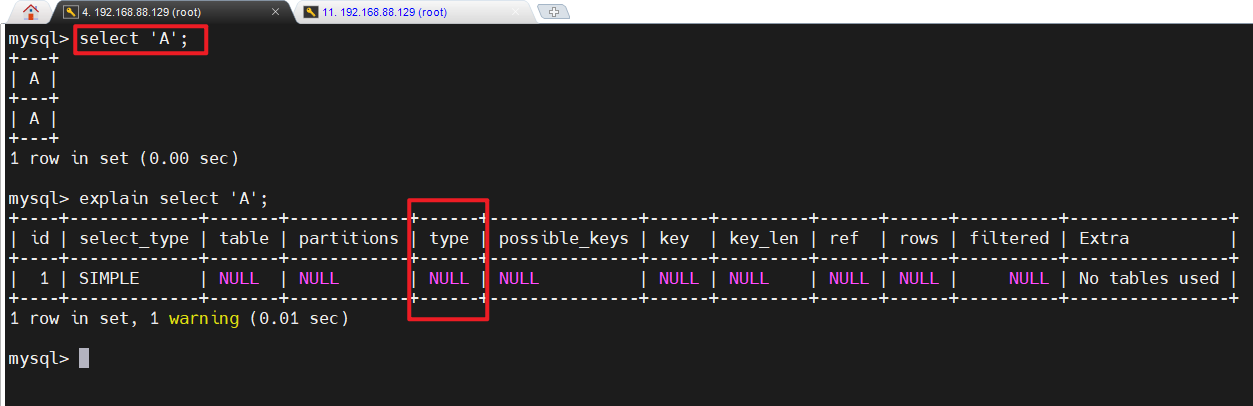 4. 192.168.88.129 (root)
11. 192.168.88.129 (root)
mysql> select 'A';
+---+
| A |
+---+
| A |
+---+
1 row in set (0.00 sec)
mysql> explain select 'A';
+----+-------------+-------+------------+------+---------------+------+---------+------+------+----------+----------------+
| id | select_type | table | partitions | type | possible_keys | key  | key_len | ref  | rows | filtered | Extra          |
+----+-------------+-------+------------+------+---------------+------+---------+------+------+----------+----------------+
|  1 | SIMPLE      | NULL  | NULL       | NULL | NULL          | NULL | NULL    | NULL | NULL |     NULL | No tables used |
+----+-------------+-------+------------+------+---------------+------+---------+------+------+----------+----------------+
1 row in set, 1 warning (0.01 sec)
mysql>